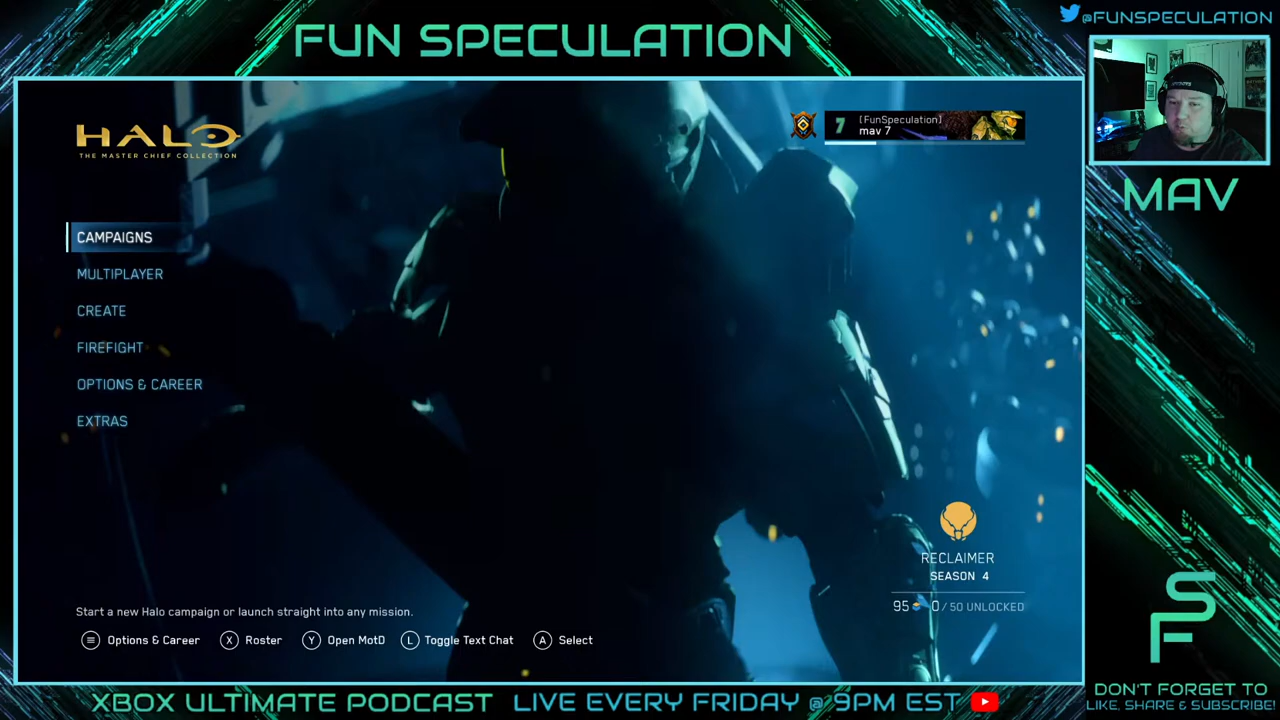 FUN SPECULATION
@FUNSPECULATION
HALO
THE MASTER CHIEF COLLECTION
7
[FunSpeculation]
mav 7
MAV
CAMPAIGNS
MULTIPLAYER
CREATE
FIREFIGHT
OPTIONS & CAREER
EXTRAS
RECLAIMER
SEASON 4
95 0/50 UNLOCKED
Start a new Halo campaign or launch straight into any mission.
Options & Career X Roster Y Open MotD L Toggle Text Chat A Select
SF
XBOX ULTIMATE PODCAST LIVE EVERY FRIDAY @ 9PM EST
DON'T FORGET TO
LIKE, SHARE & SUBSCRIBE!